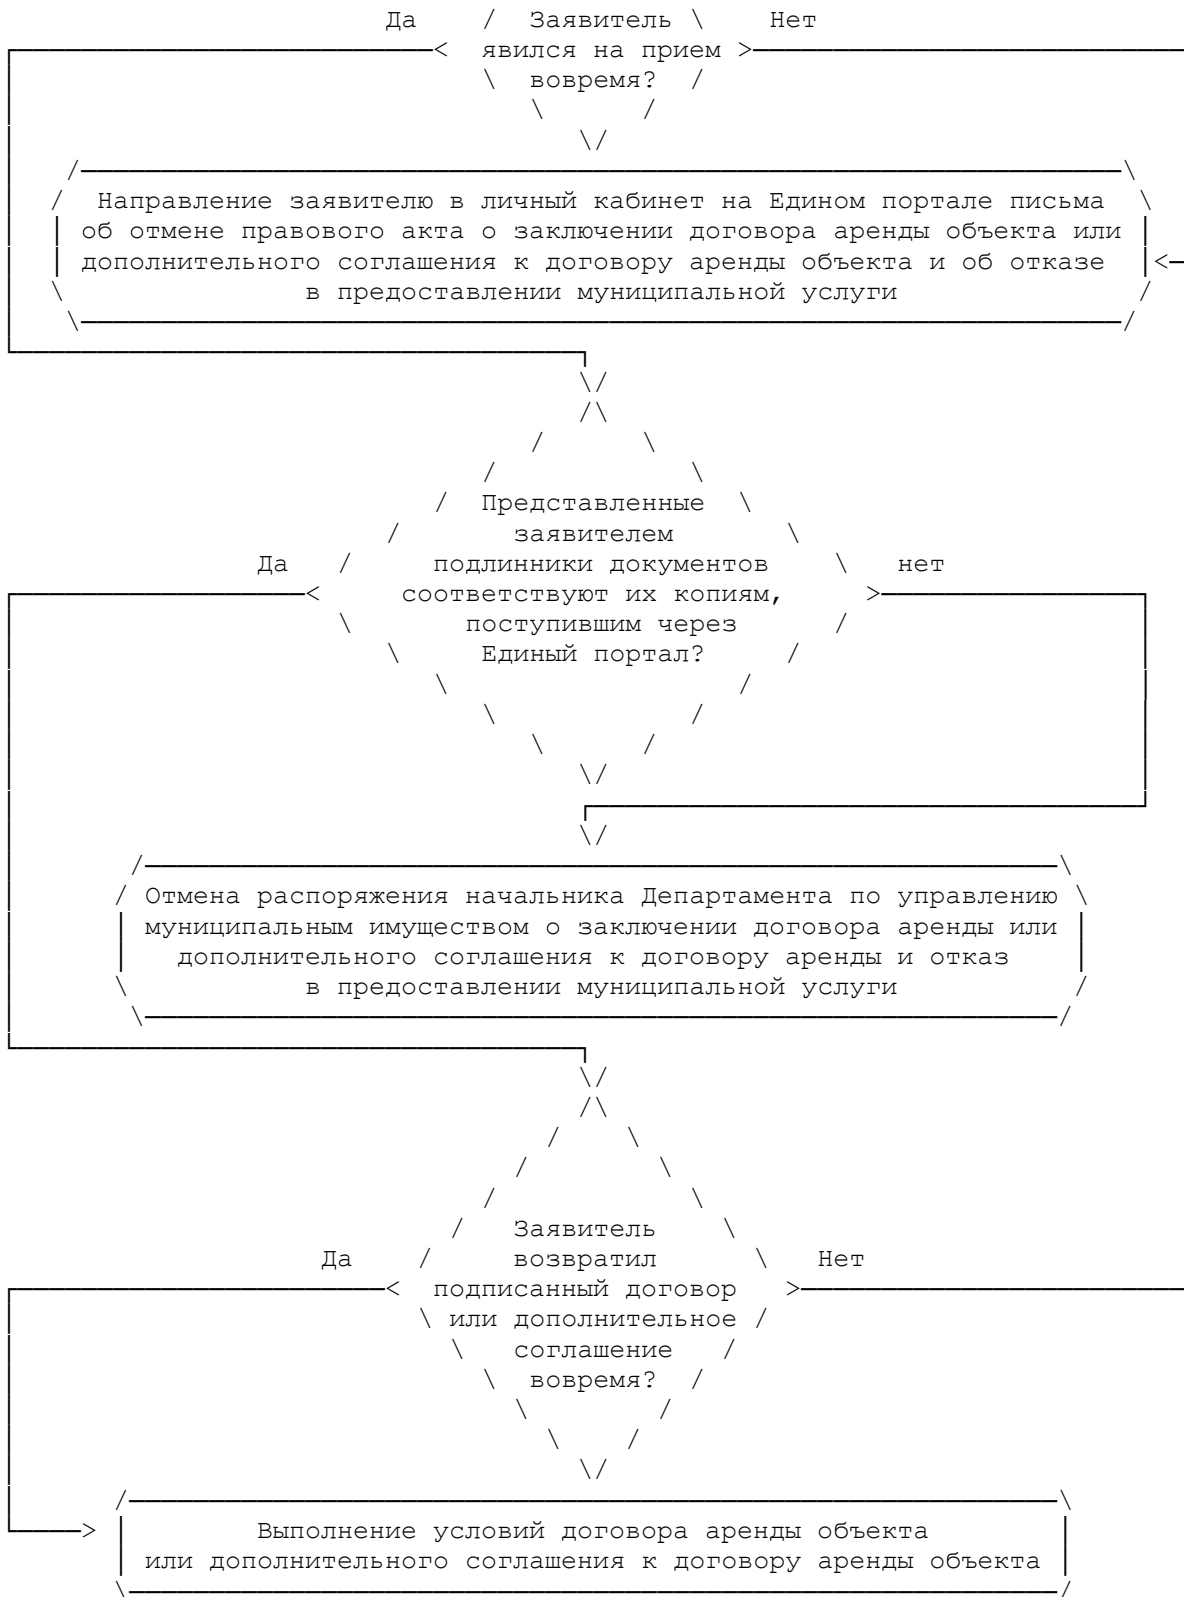 Да Заявитель Нет
явился на прием
вовремя?
Направление заявителю в личный кабинет на Едином портале письма
об отмене правового акта о заключении договора аренды объекта или
дополнительного соглашения к договору аренды объекта и об отказе
в предоставлении муниципальной услуги
Представленные
заявителем
Да подлинники документов нет
соответствуют их копиям,
поступившим через
Единый портал?
Отмена распоряжения начальника Департамента по управлению
муниципальным имуществом о заключении договора аренды или
дополнительного соглашения к договору аренды и отказ
в предоставлении муниципальной услуги
Заявитель
Да возвратил Нет
подписанный договор
или дополнительное
соглашение
вовремя?
Выполнение условий договора аренды объекта
или дополнительного соглашения к договору аренды объекта